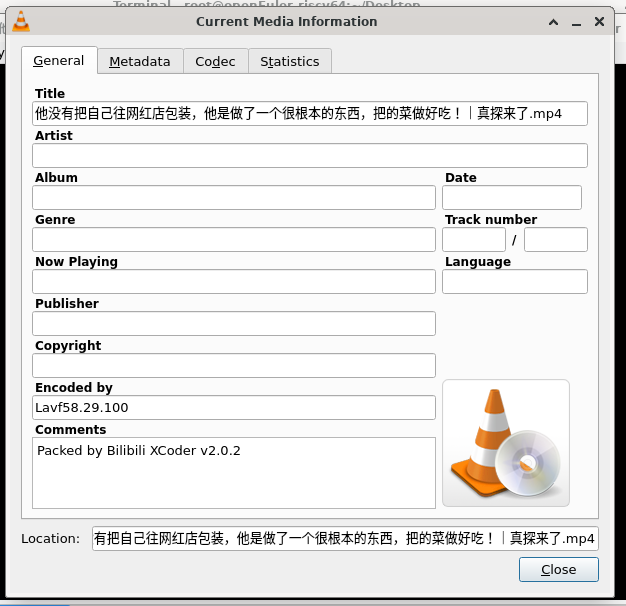 Terminal - root@openEuler-riscv64:~/Desktop
Current Media Information
General
Metadata
Codec
Statistics
Title
他没有把自己往网红店包装，他是做了一个很根本的东西，把的菜做好吃！｜真探来了.mp4
Artist
Album
Date
Genre
Track number
/
Now Playing
Language
Publisher
Copyright
Encoded by
Lavf58.29.100
Comments
Packed by Bilibili XCoder v2.0.2
Location:
有把自己往网红店包装，他是做了一个很根本的东西，把的菜做好吃！｜真探来了.mp4
Close